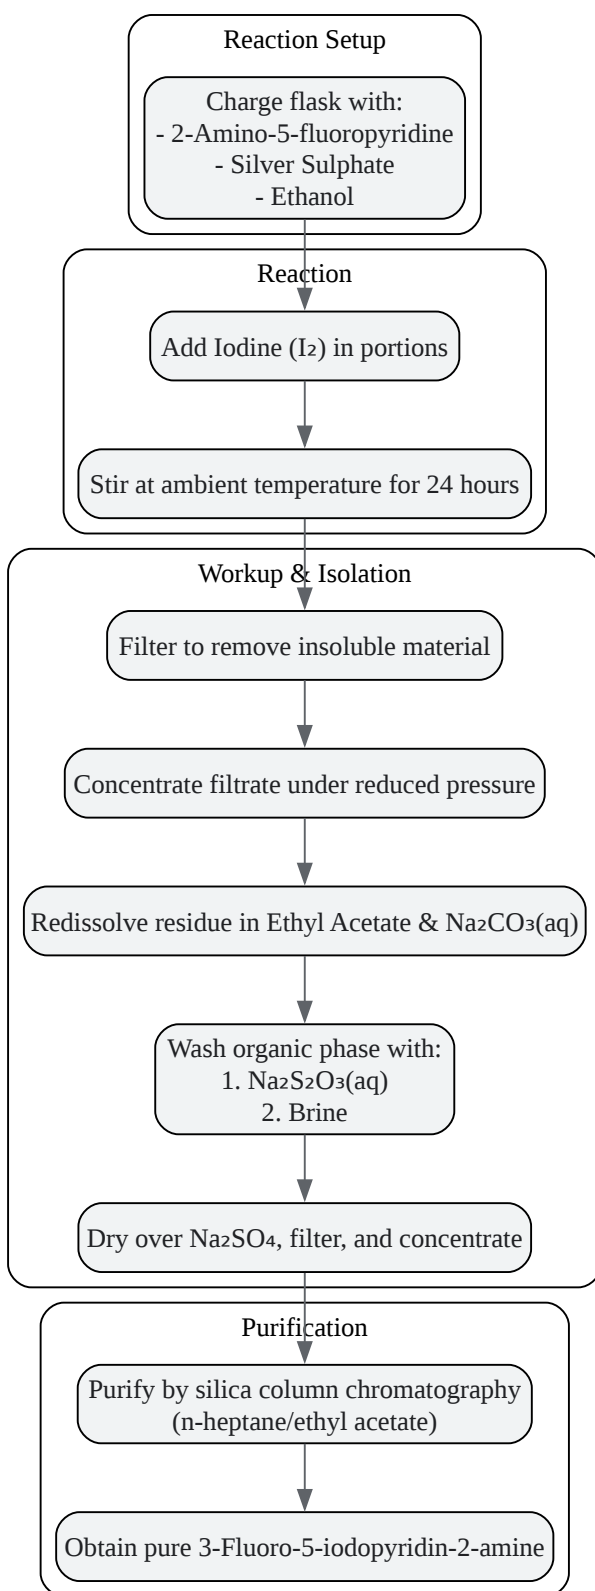 Reaction Setup
Charge flask with:
- 2-Amino-5-fluoropyridine
- Silver Sulphate
- Ethanol
Reaction
Add Iodine (I₂) in portions
Stir at ambient temperature for 24 hours
Workup & Isolation
Filter to remove insoluble material
Concentrate filtrate under reduced pressure
Redissolve residue in Ethyl Acetate & Na₂CO₃(aq)
Wash organic phase with:
1. Na₂S₂O₃(aq)
2. Brine
Dry over Na₂SO₄, filter, and concentrate
Purification
Purify by silica column chromatography
(n-heptane/ethyl acetate)
Obtain pure 3-Fluoro-5-iodopyridin-2-amine